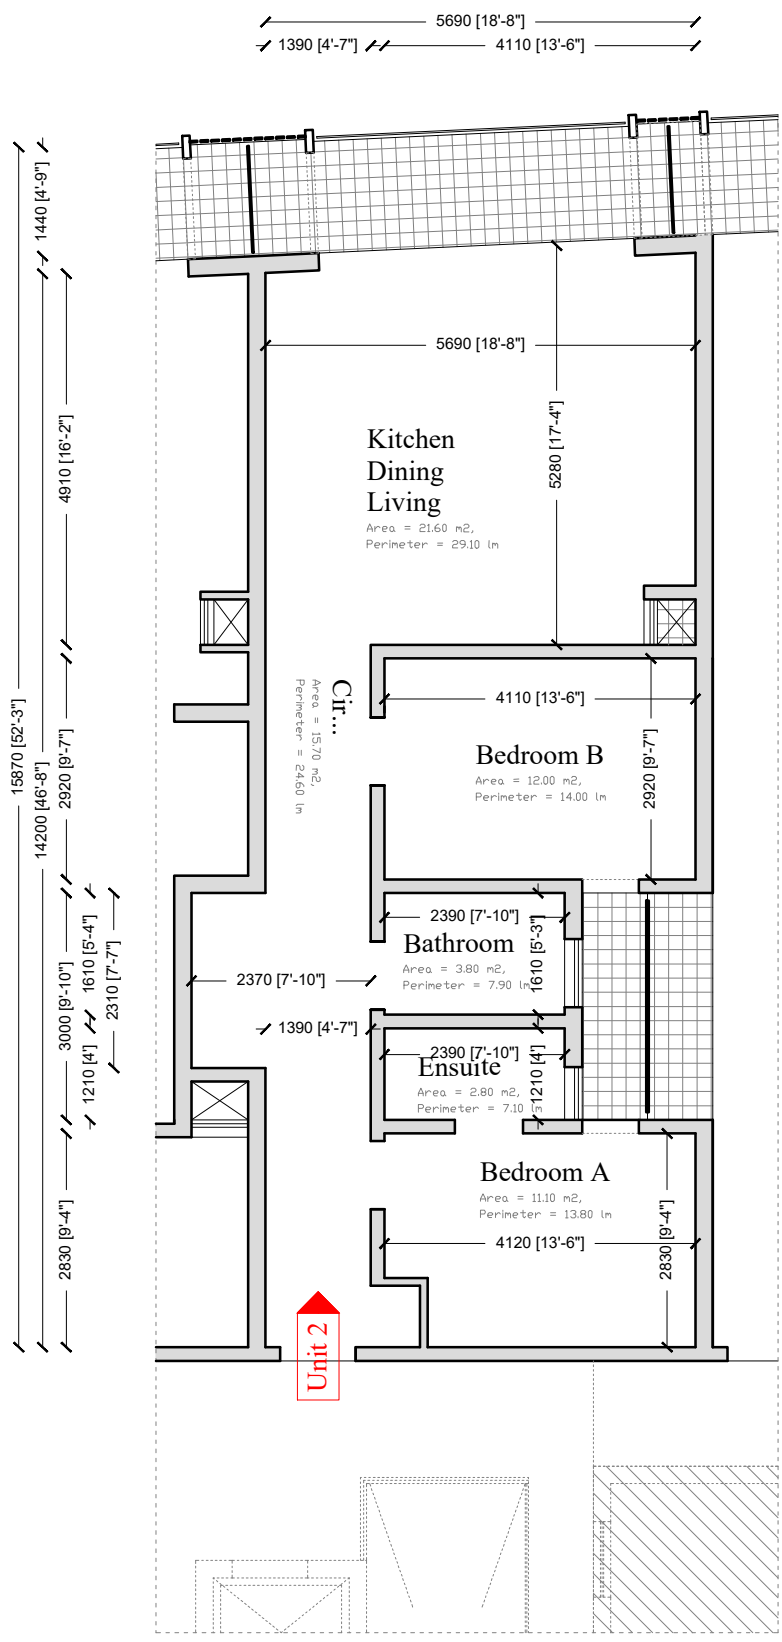 5690 [18'-8"]
1390 [4'-7"]
4110 [13'-6"]
1440 [4'-9"]
5690 [18'-8"]
4910 [16'-2"]
5280 [17'-4"]
Kitchen
Dining
Living
Area = 21.60 m2,
Perimeter = 29.10 lm
15870 [52'-3"]
14200 [46'-8"]
2920 [9'-7"]
Cir...
Area = 15.70 m2,
Perimeter = 24.60 lm
4110 [13'-6"]
Bedroom B
Area = 12.00 m2,
Perimeter = 14.00 lm
2920 [9'-7"]
3000 [9'-10"]
1610 [5'-4"]
2310 [7'-7"]
1210 [4']
2390 [7'-10"]
Bathroom
Area = 3.80 m2,
Perimeter = 7.90 lm
1610 [5'-3"]
2370 [7'-10"]
1390 [4'-7"]
2390 [7'-10"]
Ensuite
Area = 2.80 m2,
Perimeter = 7.10 lm
1210 [4']
2830 [9'-4"]
Bedroom A
Area = 11.10 m2,
Perimeter = 13.80 lm
4120 [13'-6"]
2830 [9'-4"]
Unit 2